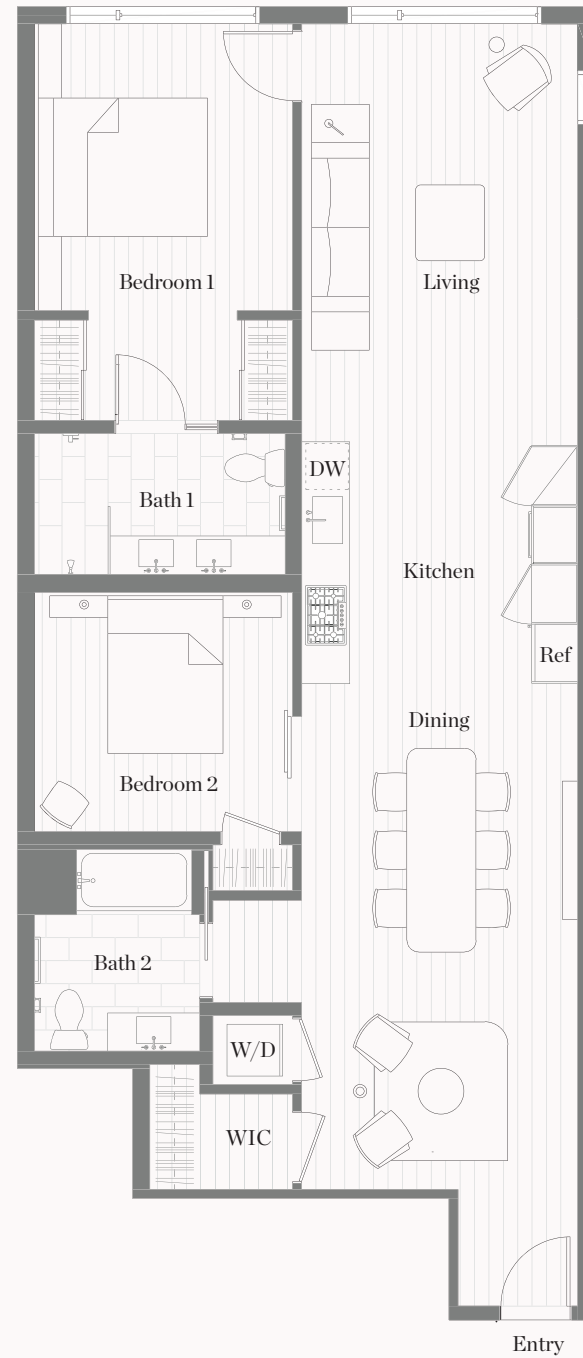 Bedroom 1
Living
DW
Bath 1
Kitchen
Ref
Dining
Bedroom 2
Bath 2
W/D
WIC
Entry